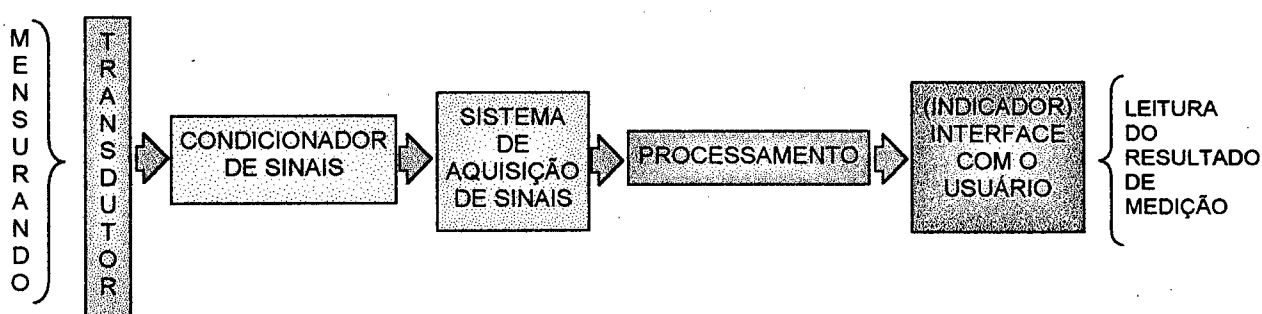 MENSURANDO
TRANSDUTOR
CONDICIONADOR
DE SINAIS
SISTEMA
DE
AQUISIÇÃO
DE SINAIS
PROCESSAMENTO
(INDICADOR)
INTERFACE
COM O
USUÁRIO
LEITURA
DO
RESULTADO
DE
MEDIÇÃO